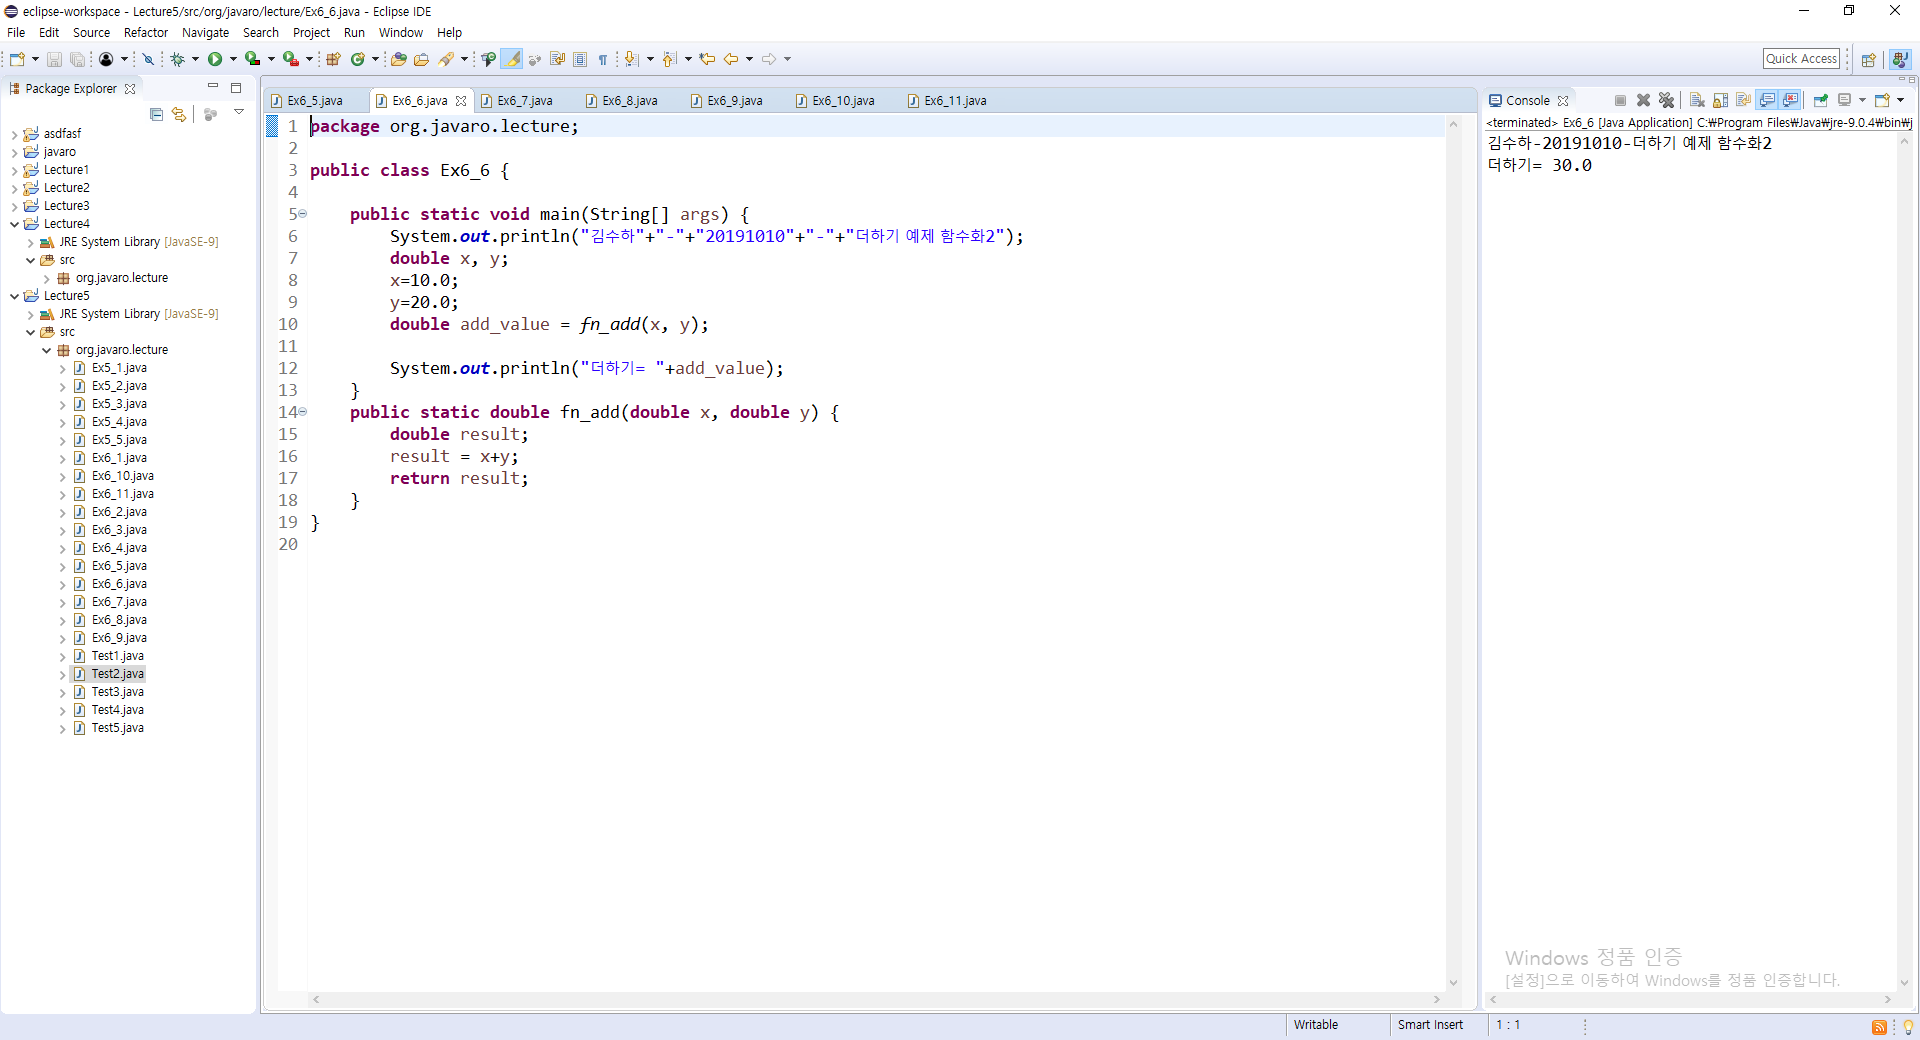 eclipse-workspace - Lecture5/src/org/javaro/lecture/Ex6_6.java - Eclipse IDE
File Edit Source Refactor Navigate Search Project Run Window Help
Quick Access
Package Explorer
asdfasf
javaro
Lecture1
Lecture2
Lecture3
Lecture4
JRE System Library [JavaSE-9]
src
org.javaro.lecture
Lecture5
JRE System Library [JavaSE-9]
src
org.javaro.lecture
Ex5_1.java
Ex5_2.java
Ex5_3.java
Ex5_4.java
Ex5_5.java
Ex6_1.java
Ex6_10.java
Ex6_11.java
Ex6_2.java
Ex6_3.java
Ex6_4.java
Ex6_5.java
Ex6_6.java
Ex6_7.java
Ex6_8.java
Ex6_9.java
Test1.java
Test2.java
Test3.java
Test4.java
Test5.java
Ex6_5.java Ex6_6.java Ex6_7.java Ex6_8.java Ex6_9.java Ex6_10.java Ex6_11.java
1 package org.javaro.lecture;
2
3 public class Ex6_6 {
4
5 public static void main(String[] args) {
6 System.out.println("김수하"+"-"+"20191010"+"-"+"더하기 예제 함수화2");
7 double x, y;
8 x=10.0;
9 y=20.0;
10 double add_value = fn_add(x, y);
11
12 System.out.println("더하기= "+add_value);
13 }
14 public static double fn_add(double x, double y) {
15 double result;
16 result = x+y;
17 return result;
18 }
19 }
20
Console
<terminated> Ex6_6 [Java Application] C:₩Program Files₩Java₩jre-9.0.4₩bin₩j
김수하-20191010-더하기 예제 함수화2
더하기= 30.0
Windows 정품 인증
[설정]으로 이동하여 Windows를 정품 인증합니다.
Writable Smart Insert 1 : 1